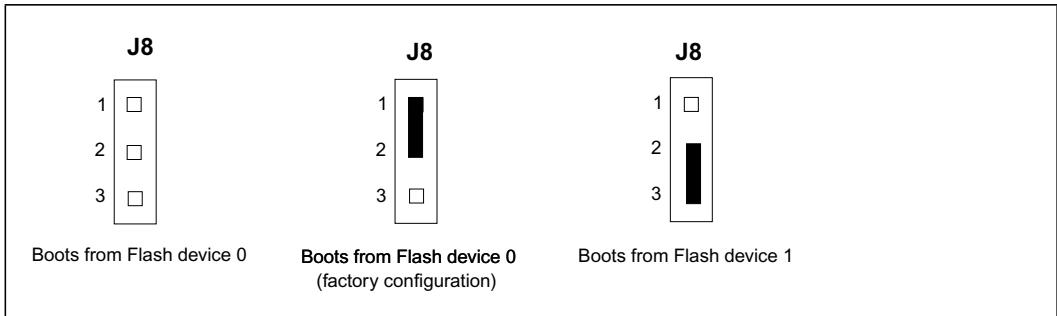 J8
1
2
3
Boots from Flash device 0
J8
1
2
3
Boots from Flash device 0
(factory configuration)
J8
1
2
3
Boots from Flash device 1